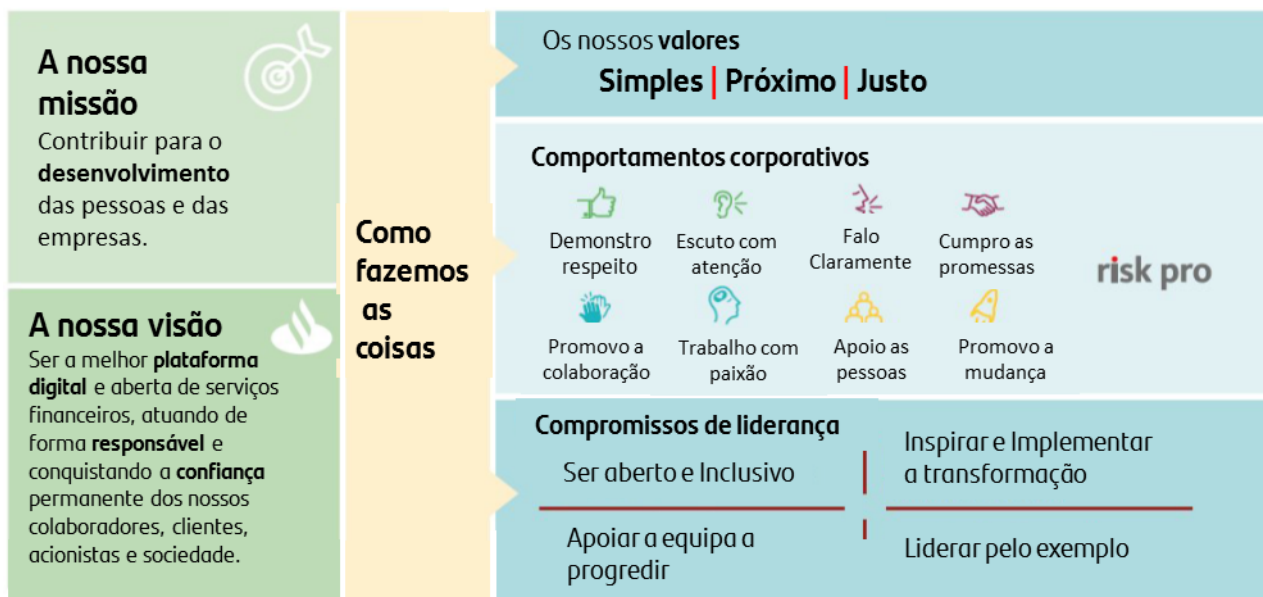 A nossa
missão
Contribuir para o
desenvolvimento
das pessoas e das
empresas.
A nossa visão
Ser a melhor plataforma
digital e aberta de serviços
financeiros, atuando de
forma responsável e
conquistando a confiança
permanente dos nossos
colaboradores, clientes,
acionistas e sociedade.
Como
fazemos
as
coisas
Os nossos valores
Simples | Próximo | Justo
Comportamentos corporativos
Demonstro
respeito
Escuto com
atenção
Falo
Claramente
Cumpro as
promessas
Promovo a
colaboração
Trabalho com
paixão
Apoio as
pessoas
Promovo a
mudança
risk pro
Compromissos de liderança
Ser aberto e Inclusivo
Inspirar e Implementar
a transformação
Apoiar a equipa a
progredir
Liderar pelo exemplo